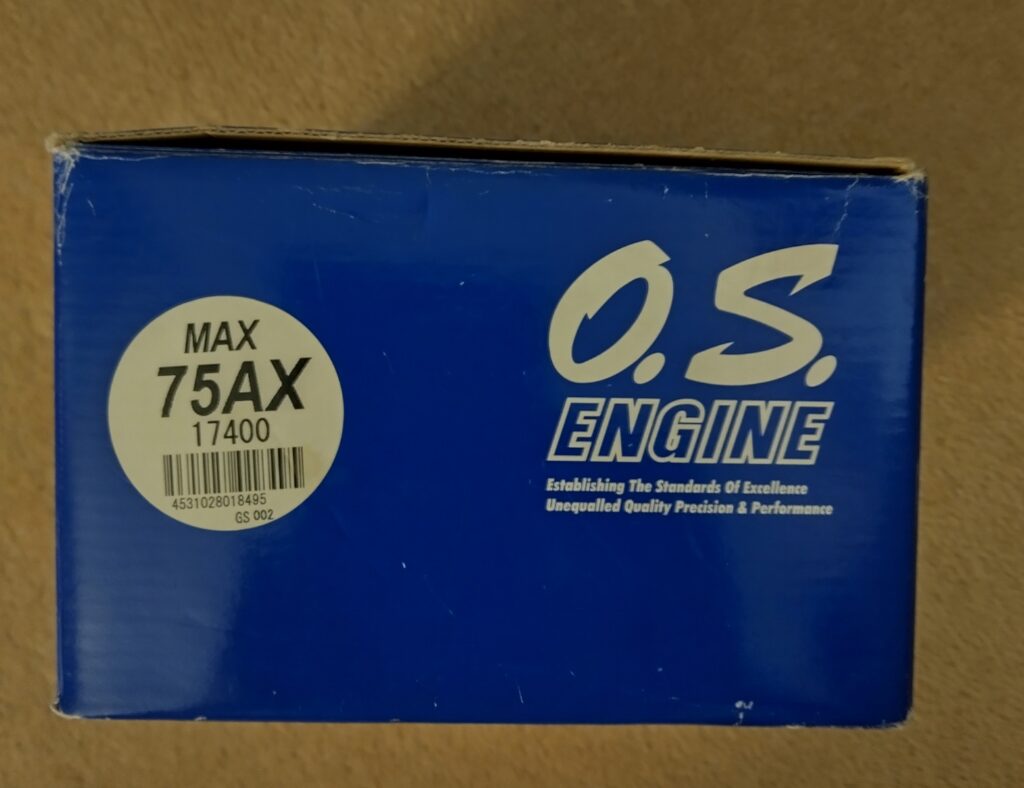 MAX
75AX
17400
4531028018495
GS 002
O.S.
ENGINE
Establishing The Standards Of Excellence
Unequalled Quality Precision & Performance